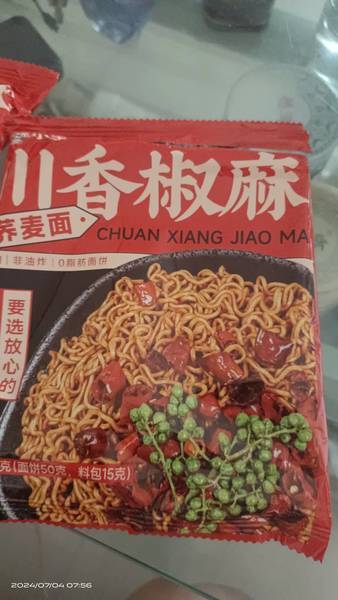 川香椒麻
荞麦面
CHUAN XIANG JIAO MA
非油炸 | 0脂肪面饼
要选放心的
克(面饼50克,料包15克)
2024/07/04 07:56